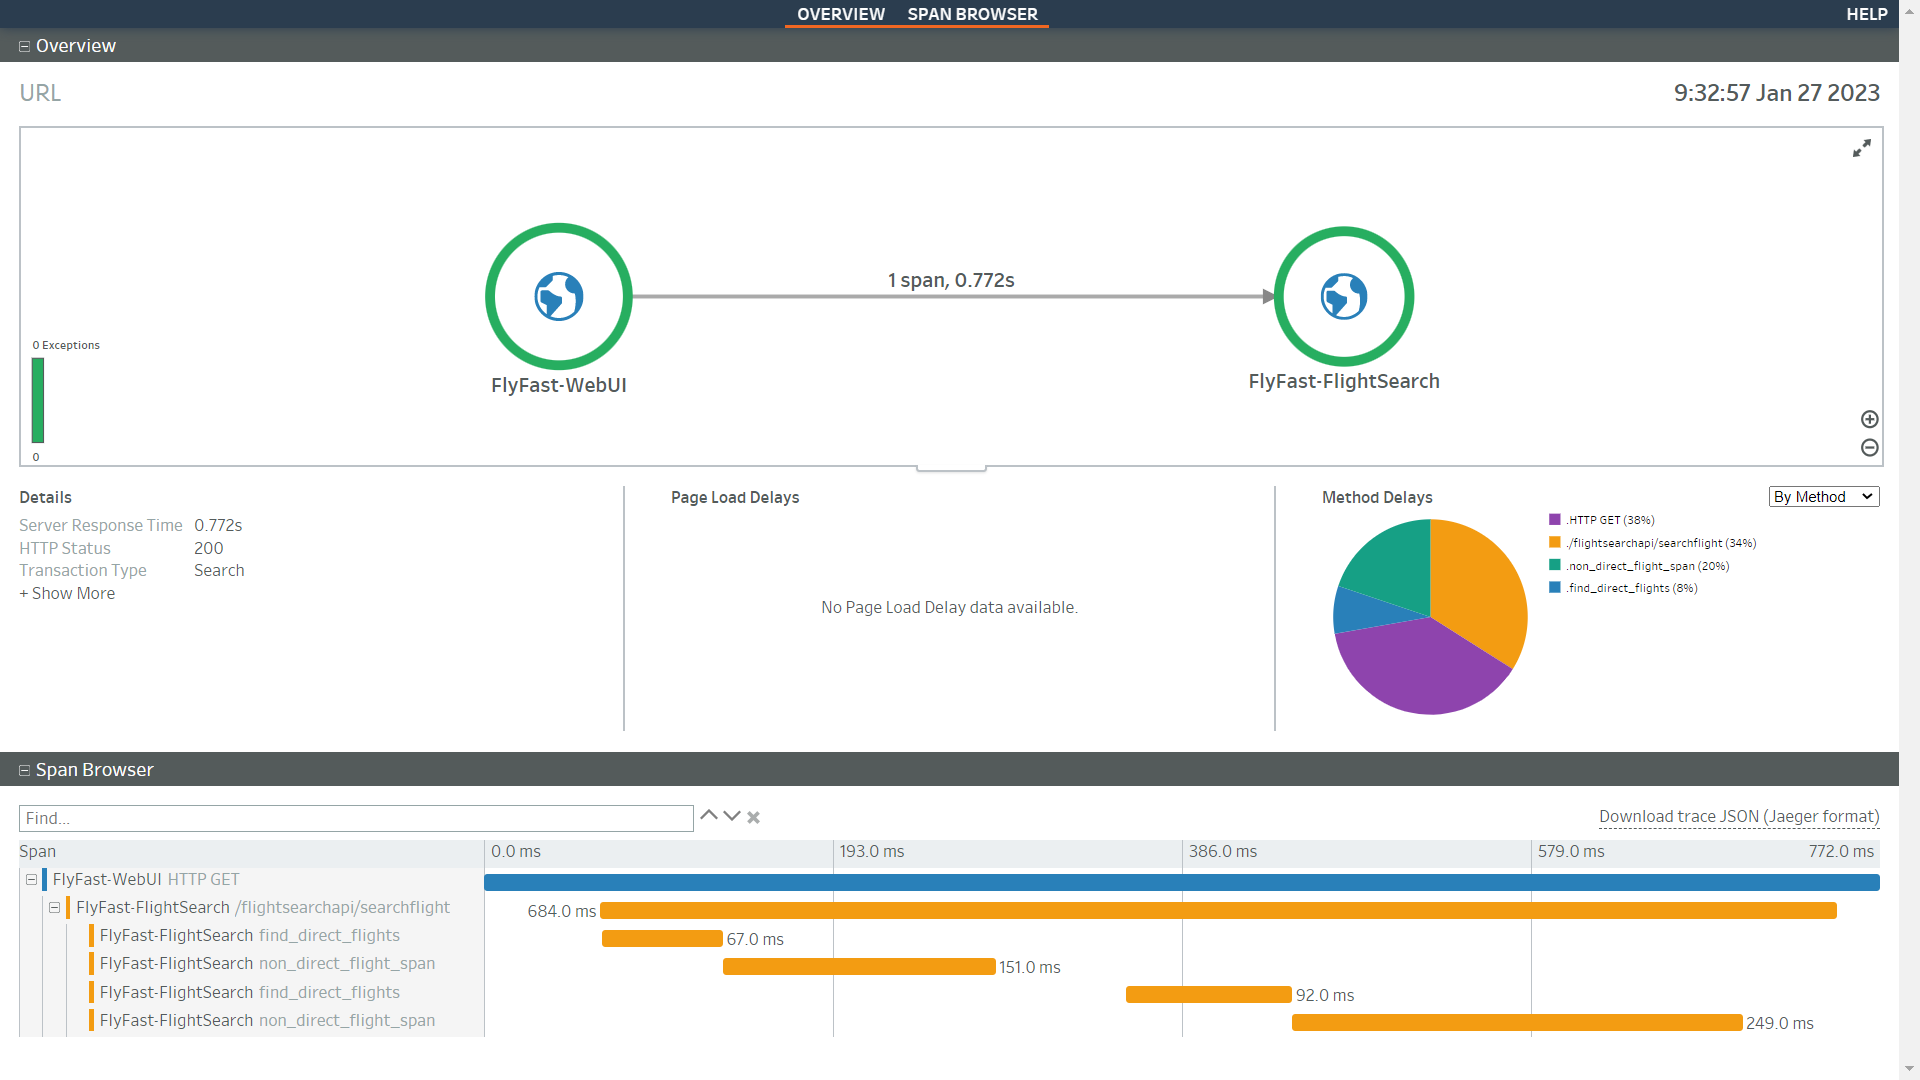 OVERVIEW SPAN BROWSER HELP
Overview
URL 9:32:57 Jan 27 2023
1 span, 0.772s
0 Exceptions
0
FlyFast-WebUI
FlyFast-FlightSearch
Details
Server Response Time 0.772s
HTTP Status 200
Transaction Type Search
+ Show More
Page Load Delays
No Page Load Delay data available.
Method Delays By Method
.HTTP GET (38%)
./flightsearchapi/searchflight (34%)
.non_direct_flight_span (20%)
.find_direct_flights (8%)
Span Browser
Find... Download trace JSON (Jaeger format)
Span 0.0 ms 193.0 ms 386.0 ms 579.0 ms 772.0 ms
FlyFast-WebUI HTTP GET
FlyFast-FlightSearch /flightsearchapi/searchflight 684.0 ms
FlyFast-FlightSearch find_direct_flights 67.0 ms
FlyFast-FlightSearch non_direct_flight_span 151.0 ms
FlyFast-FlightSearch find_direct_flights 92.0 ms
FlyFast-FlightSearch non_direct_flight_span 249.0 ms